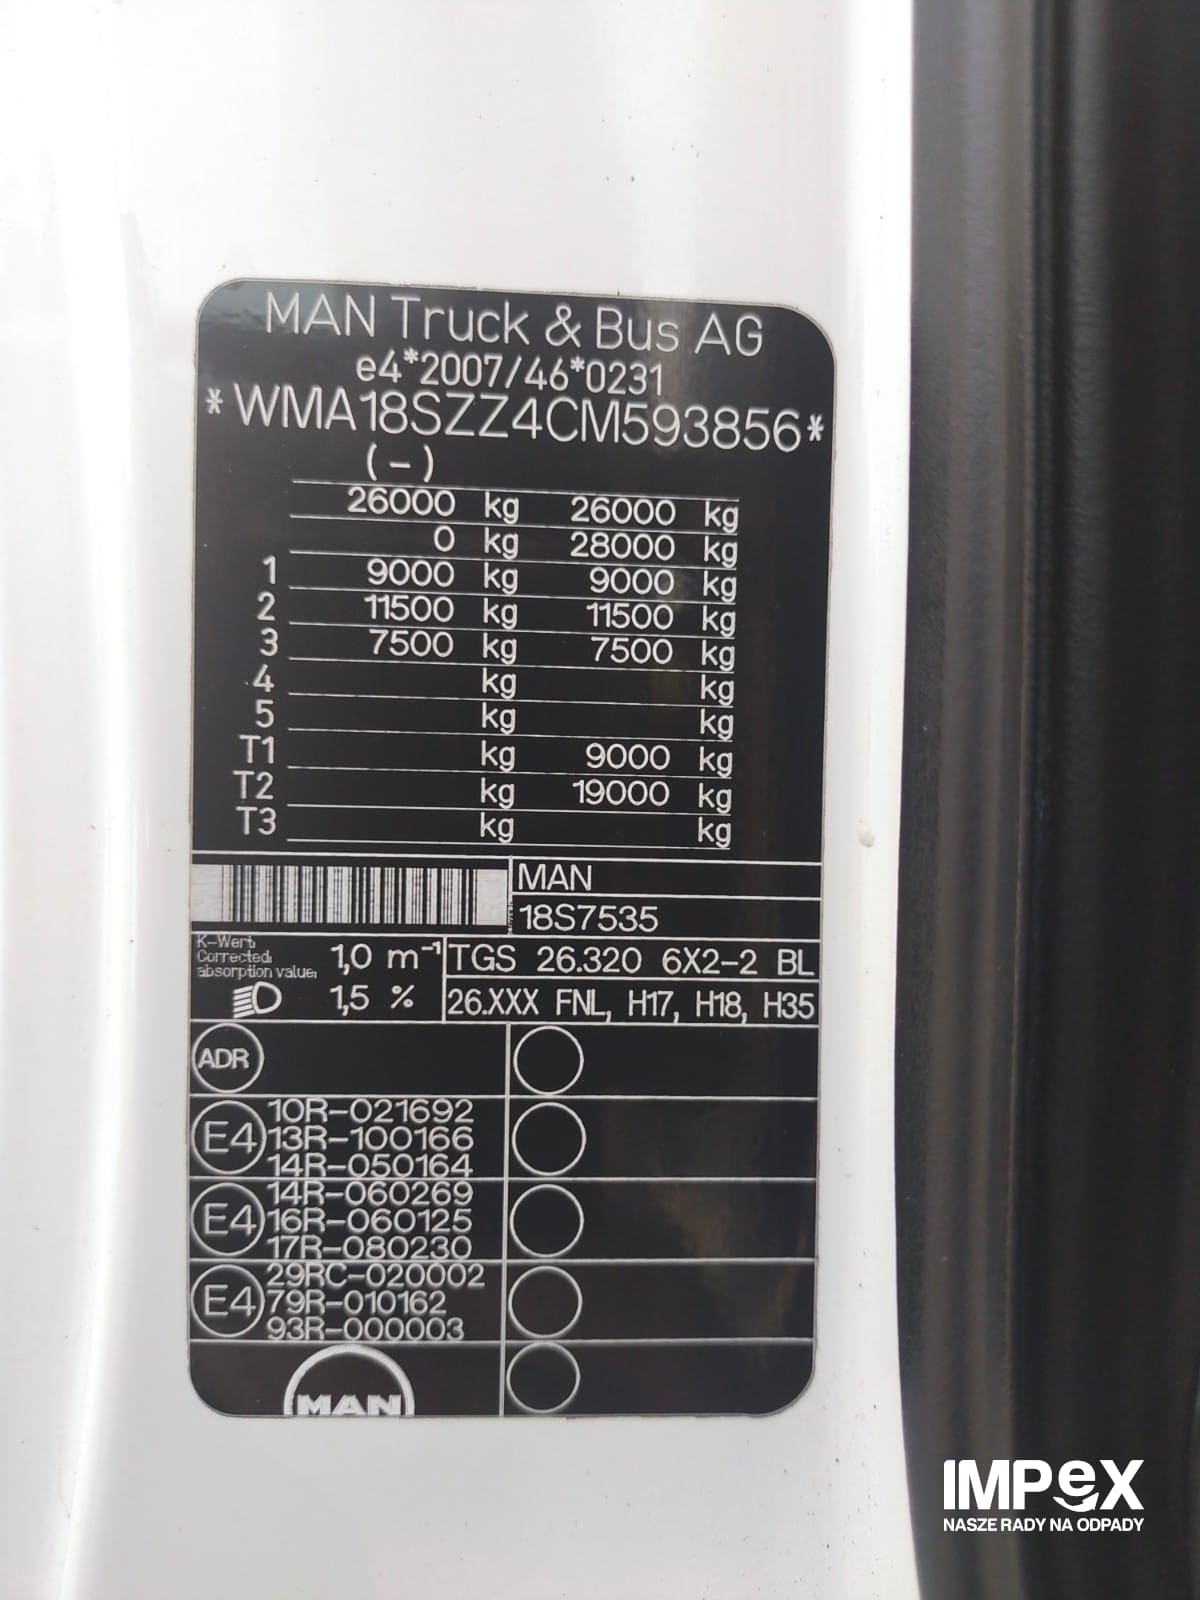 MAN Truck & Bus AG
e4*2007/46*0231
*WMA18SZZ4CM593856*
(-)
26000 kg 26000 kg
0 kg 28000 kg
1 9000 kg 9000 kg
2 11500 kg 11500 kg
3 7500 kg 7500 kg
4 kg kg
5 kg kg
T1 kg 9000 kg
T2 kg 19000 kg
T3 kg kg
MAN
18S7535
K-Wert,
Corrected,
absorption value,
1,0 m⁻¹
TGS 26.320 6X2-2 BL
1,5 %
26.XXX FNL, H17, H18, H35
ADR
E4
10R-021692
13R-100166
14R-050164
E4
14R-060269
16R-060125
17R-080230
E4
29RC-020002
79R-010162
93R-000003
MAN
IMPEX
NASZE RADY NA ODPADY